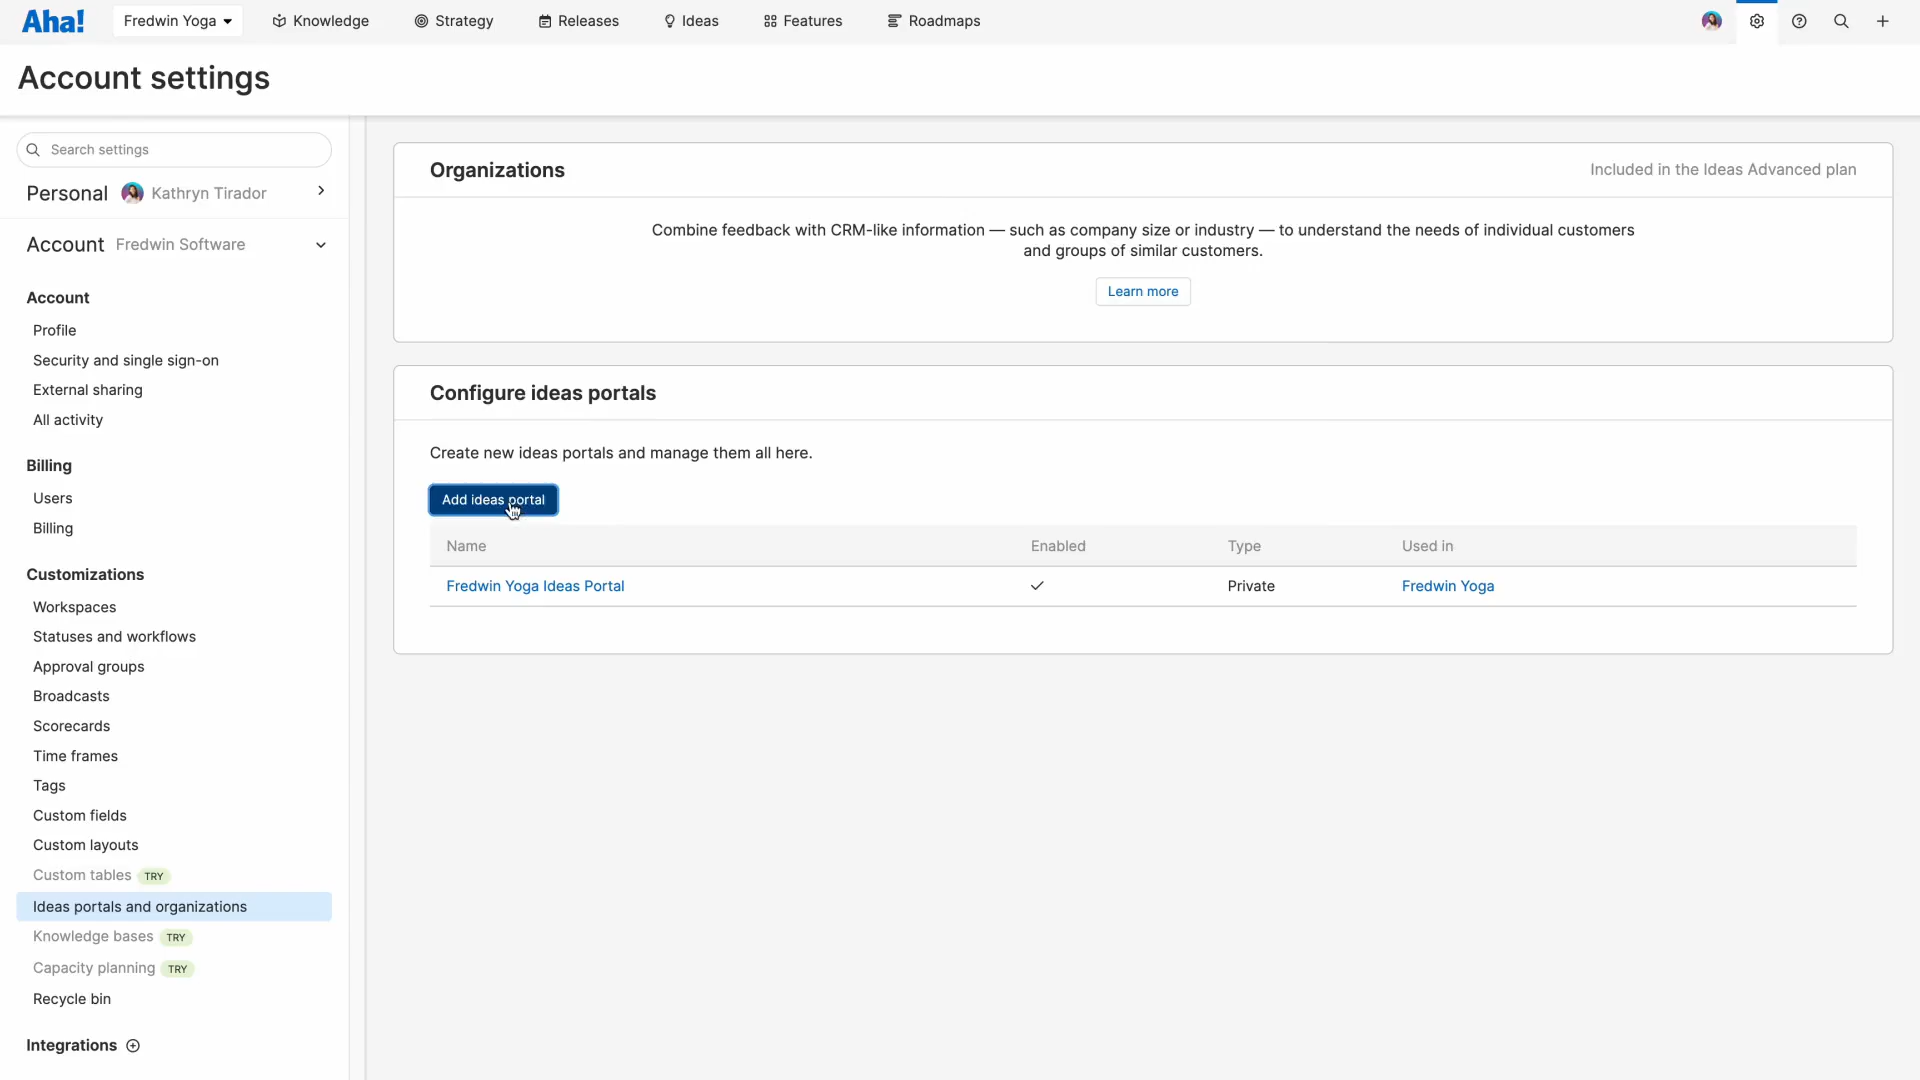 Aha!
Fredwin Yoga
Knowledge
Strategy
Releases
Ideas
Features
Roadmaps
Account settings
Search settings
Personal Kathryn Tirador
Account Fredwin Software
Account
Profile
Security and single sign-on
External sharing
All activity
Billing
Users
Billing
Customizations
Workspaces
Statuses and workflows
Approval groups
Broadcasts
Scorecards
Time frames
Tags
Custom fields
Custom layouts
Custom tables TRY
Ideas portals and organizations
Knowledge bases TRY
Capacity planning TRY
Recycle bin
Integrations
Organizations
Included in the Ideas Advanced plan
Combine feedback with CRM-like information — such as company size or industry — to understand the needs of individual customers
and groups of similar customers.
Learn more
Configure ideas portals
Create new ideas portals and manage them all here.
Add ideas portal
Name Enabled Type Used in
Fredwin Yoga Ideas Portal Private Fredwin Yoga